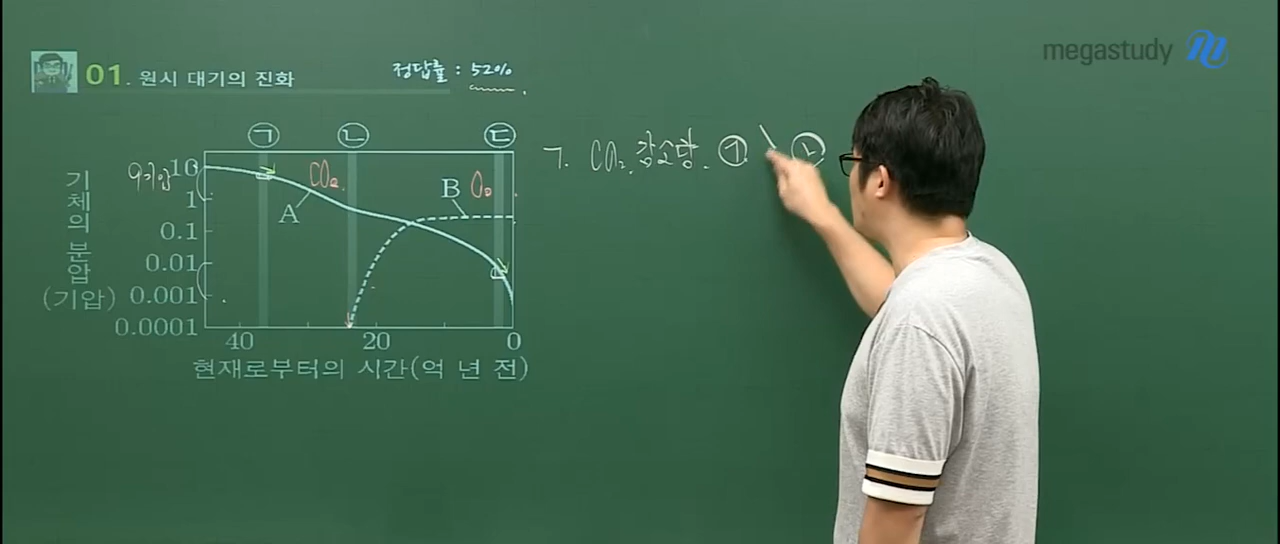 megastudy
01. 원시 대기의 진화
정답률 : 52%
㉠ ㉡ ㉢
기체의 분압 (기압)
9기압
10
1
0.1
0.01
0.001
0.0001
CO₂
A
B
O₂
40 20 0
현재로부터의 시간(억 년 전)
ㄱ. CO₂ 감소량. ㉠ \ ㉡